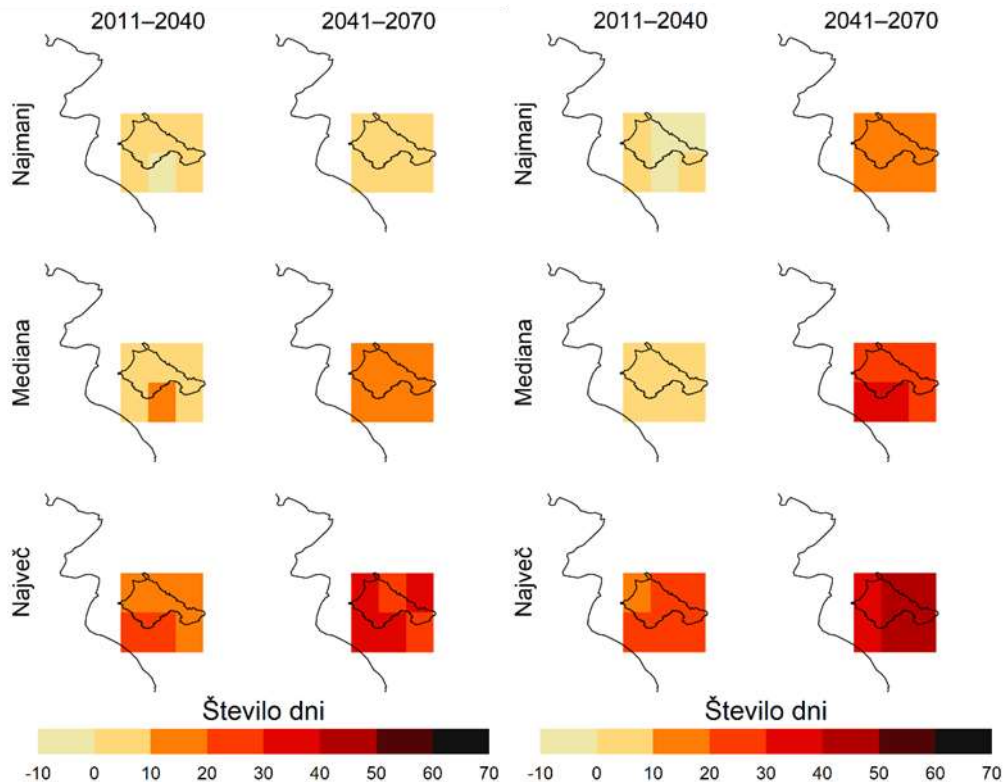 2011–2040 2041–2070 2011–2040 2041–2070
Najmanj Najmanj
Mediana Mediana
Največ Največ
Število dni Število dni
-10 0 10 20 30 40 50 60 70 -10 0 10 20 30 40 50 60 70